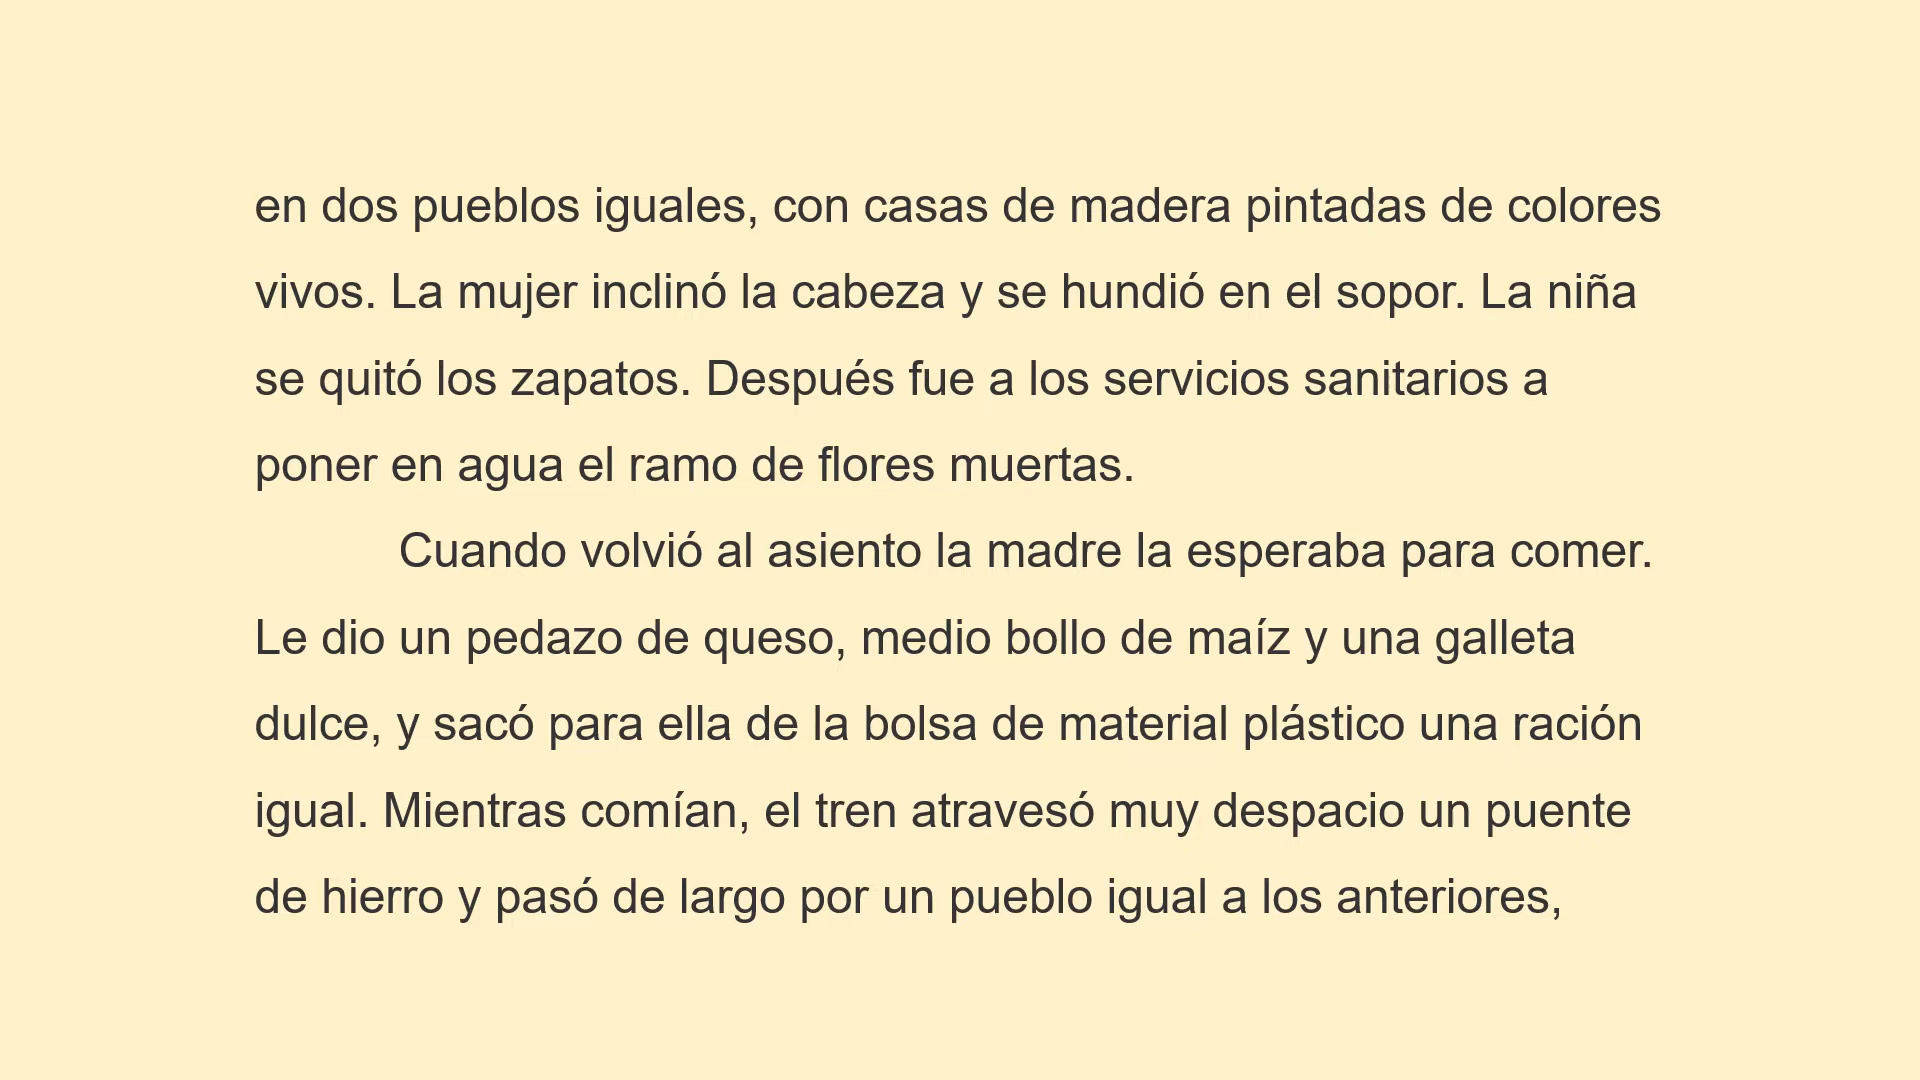 en dos pueblos iguales, con casas de madera pintadas de colores
vivos. La mujer inclinó la cabeza y se hundió en el sopor. La niña
se quitó los zapatos. Después fue a los servicios sanitarios a
poner en agua el ramo de flores muertas.
Cuando volvió al asiento la madre la esperaba para comer.
Le dio un pedazo de queso, medio bollo de maíz y una galleta
dulce, y sacó para ella de la bolsa de material plástico una ración
igual. Mientras comían, el tren atravesó muy despacio un puente
de hierro y pasó de largo por un pueblo igual a los anteriores,